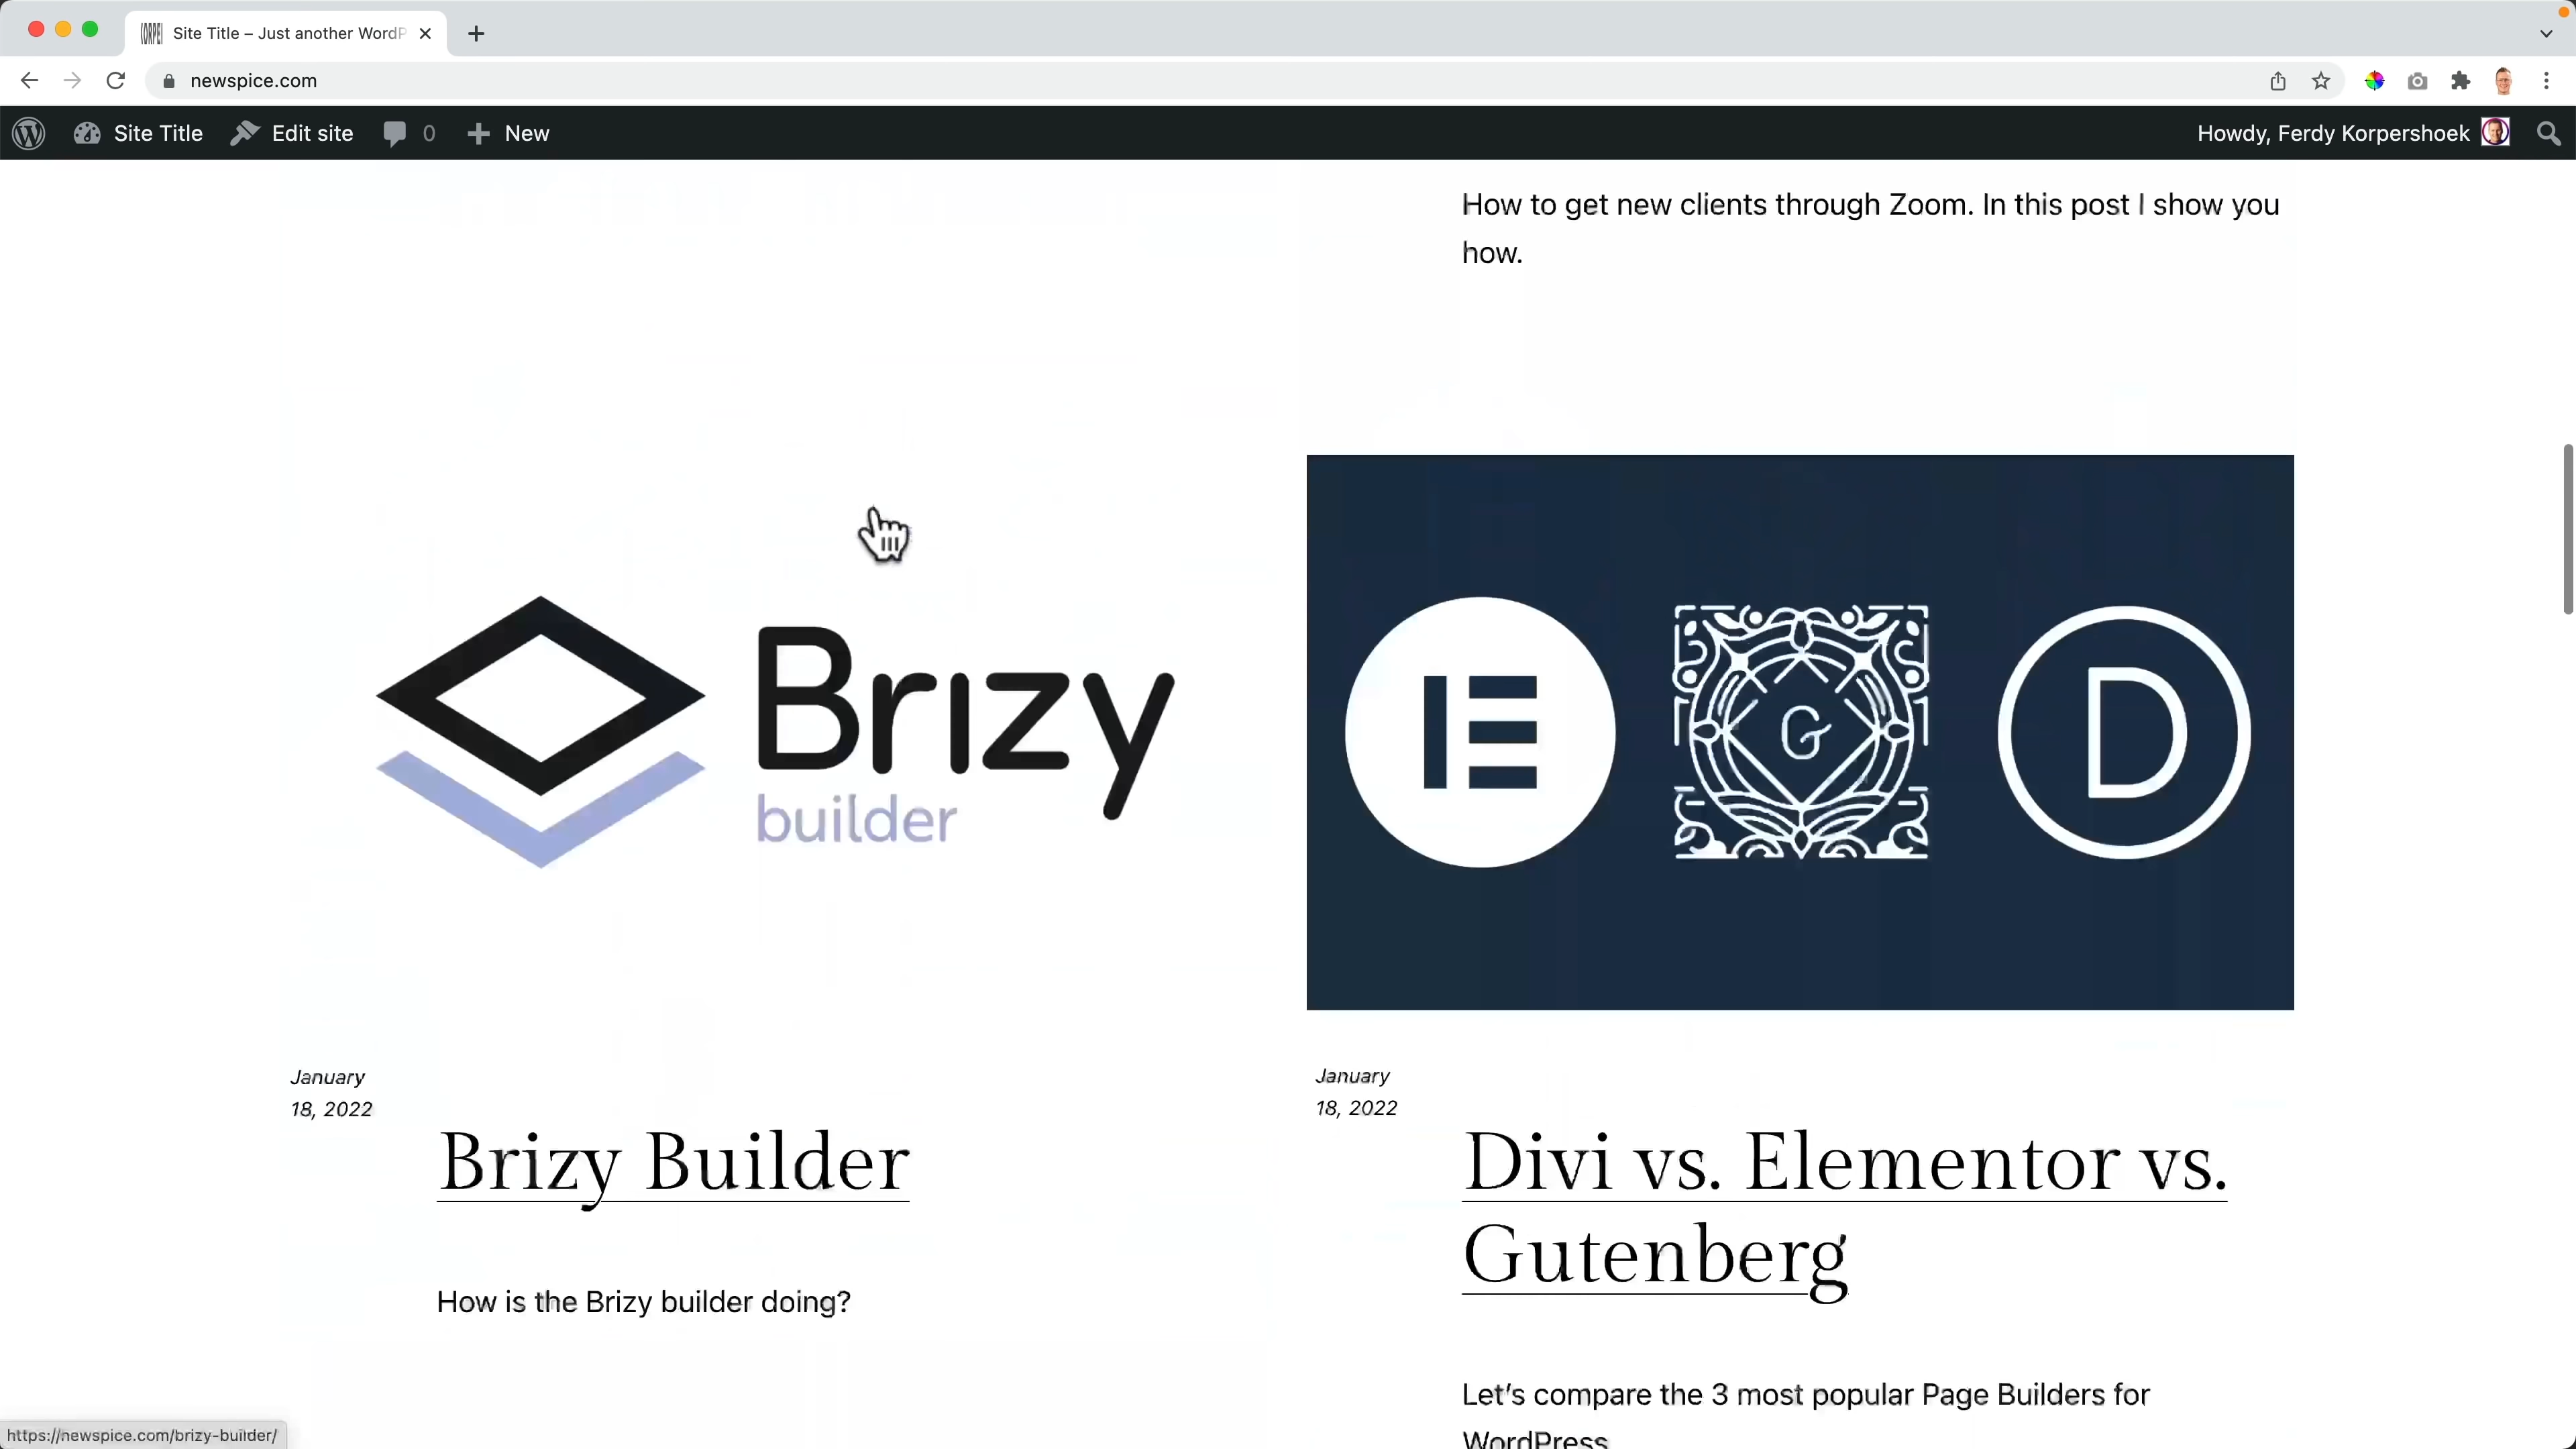 Site Title – Just another WordP
newspice.com
Site Title
Edit site
0
New
Howdy, Ferdy Korpershoek
How to get new clients through Zoom. In this post I show you
how.
Brizy
builder
G
D
January
18, 2022
Brizy Builder
How is the Brizy builder doing?
January
18, 2022
Divi vs. Elementor vs.
Gutenberg
Let's compare the 3 most popular Page Builders for
WordPress
https://newspice.com/brizy-builder/